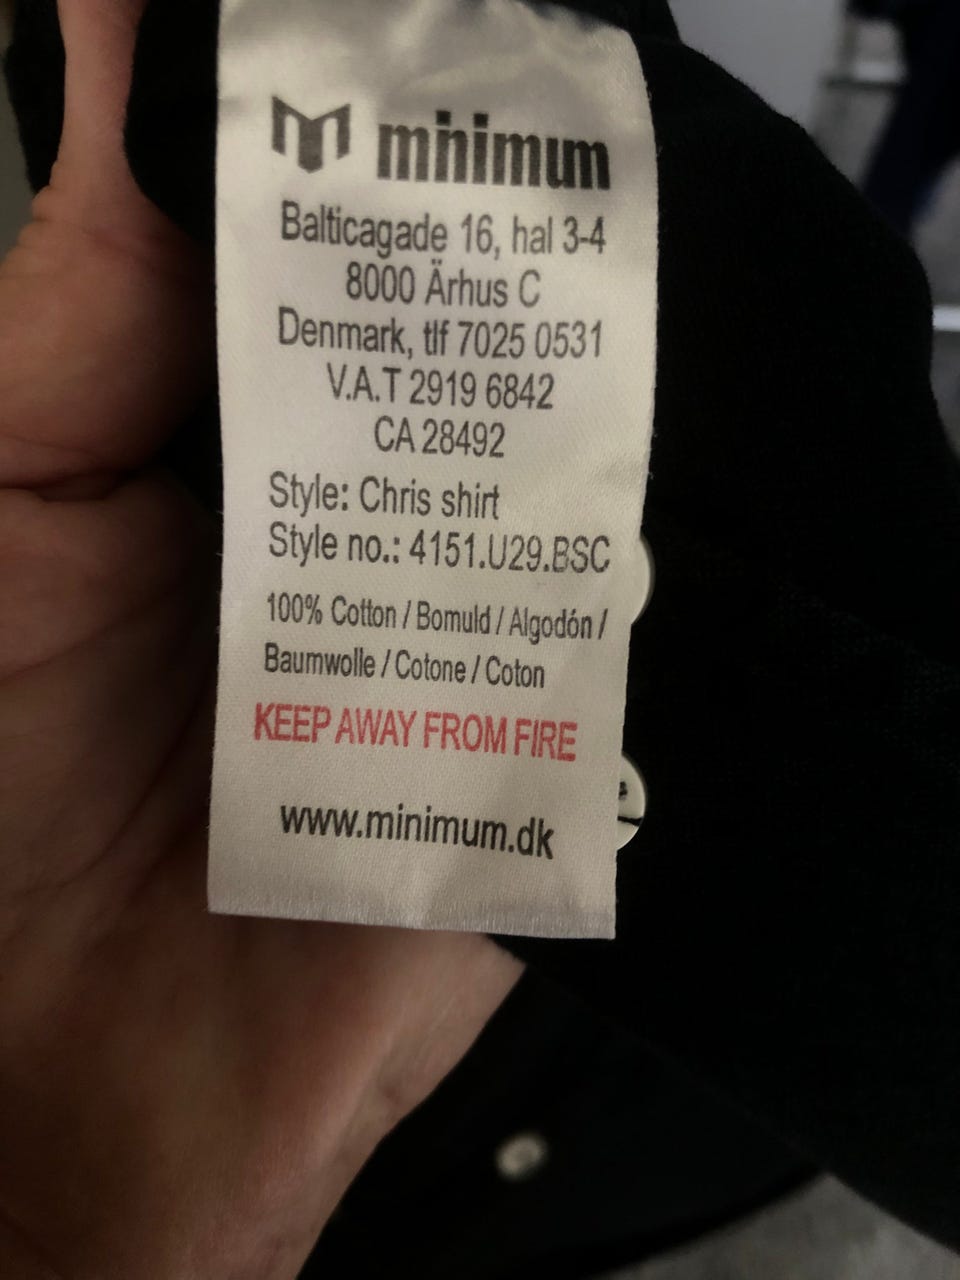 minimum
Balticagade 16, hal 3-4
8000 Ärhus C
Denmark, tlf 7025 0531
V.A.T 2919 6842
CA 28492
Style: Chris shirt
Style no.: 4151.U29.BSC
100% Cotton / Bomuld / Algodón /
Baumwolle / Cotone / Coton
KEEP AWAY FROM FIRE
www.minimum.dk